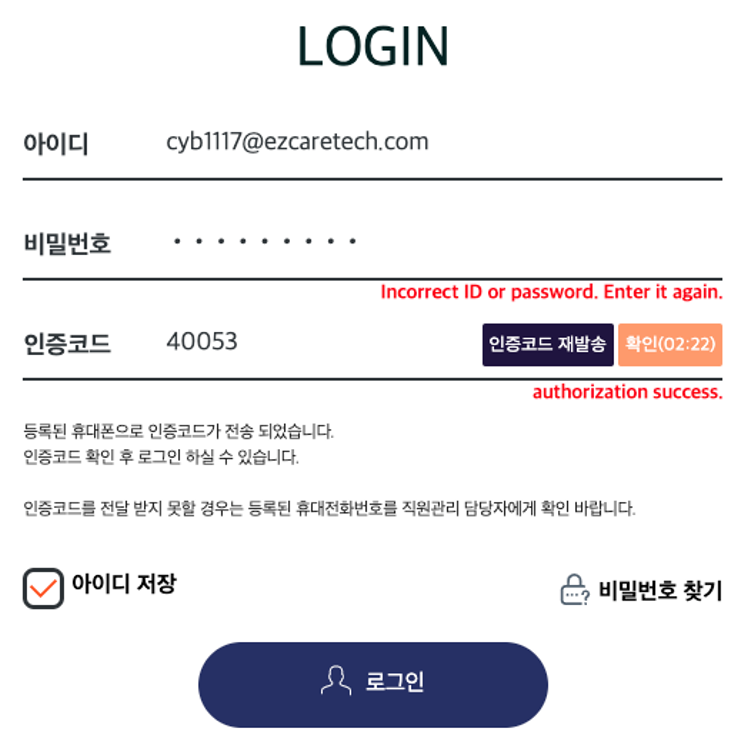 LOGIN
아이디 cyb1117@ezcaretech.com
비밀번호 • • • • • • • • •
Incorrect ID or password. Enter it again.
인증코드 40053 인증코드 재발송 확인(02:22)
authorization success.
등록된 휴대폰으로 인증코드가 전송 되었습니다.
인증코드 확인 후 로그인 하실 수 있습니다.
인증코드를 전달 받지 못할 경우는 등록된 휴대전화번호를 직원관리 담당자에게 확인 바랍니다.
아이디 저장 비밀번호 찾기
로그인